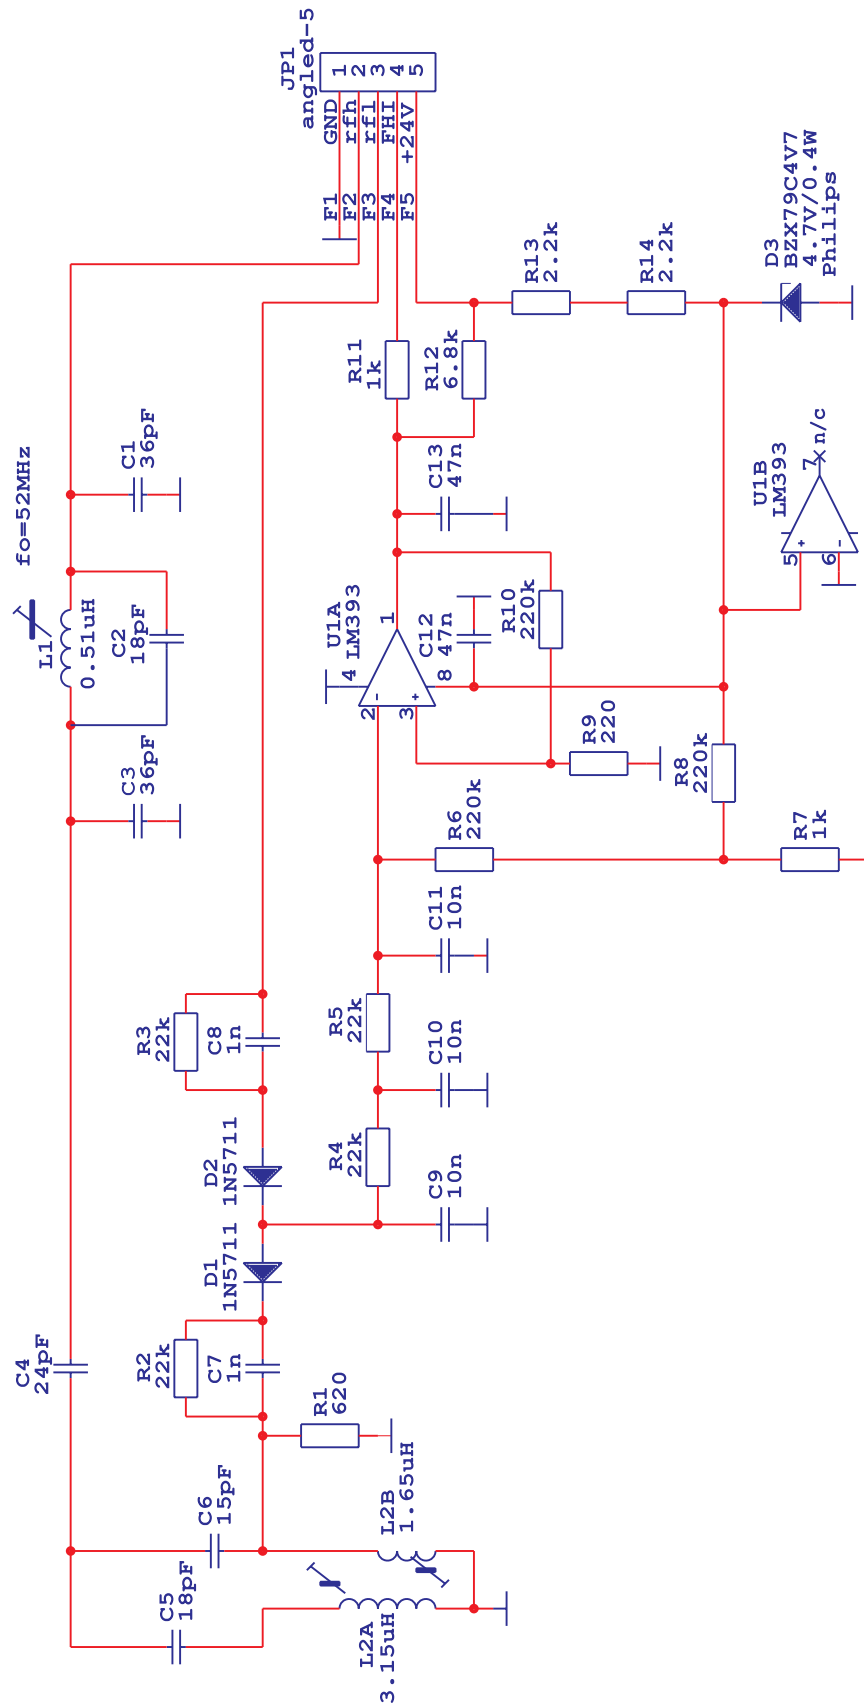 JP1
angled-5
1
2
3
4
5
GND
rfh
rfl
FHI
+24V
F1
F2
F3
F4
F5
R13
2.2k
R14
2.2k
D3
BZX79C4V7
4.7V/0.4W
Philips
R11
1k
R12
6.8k
C1
36pF
fo=52MHz
C13
47n
U1B
LM393
7
n/c
5
+
6
-
L1
0.51uH
C2
18pF
U1A
LM393
1
4
8
2
-
3
+
C12
47n
R10
220k
R9
220
C3
36pF
R8
220k
R6
220k
R7
1k
C11
10n
R3
22k
C8
1n
R5
22k
C10
10n
D2
1N5711
R4
22k
C9
10n
D1
1N5711
C4
24pF
R2
22k
C7
1n
R1
620
C6
15pF
L2B
1.65uH
C5
18pF
L2A
3.15uH